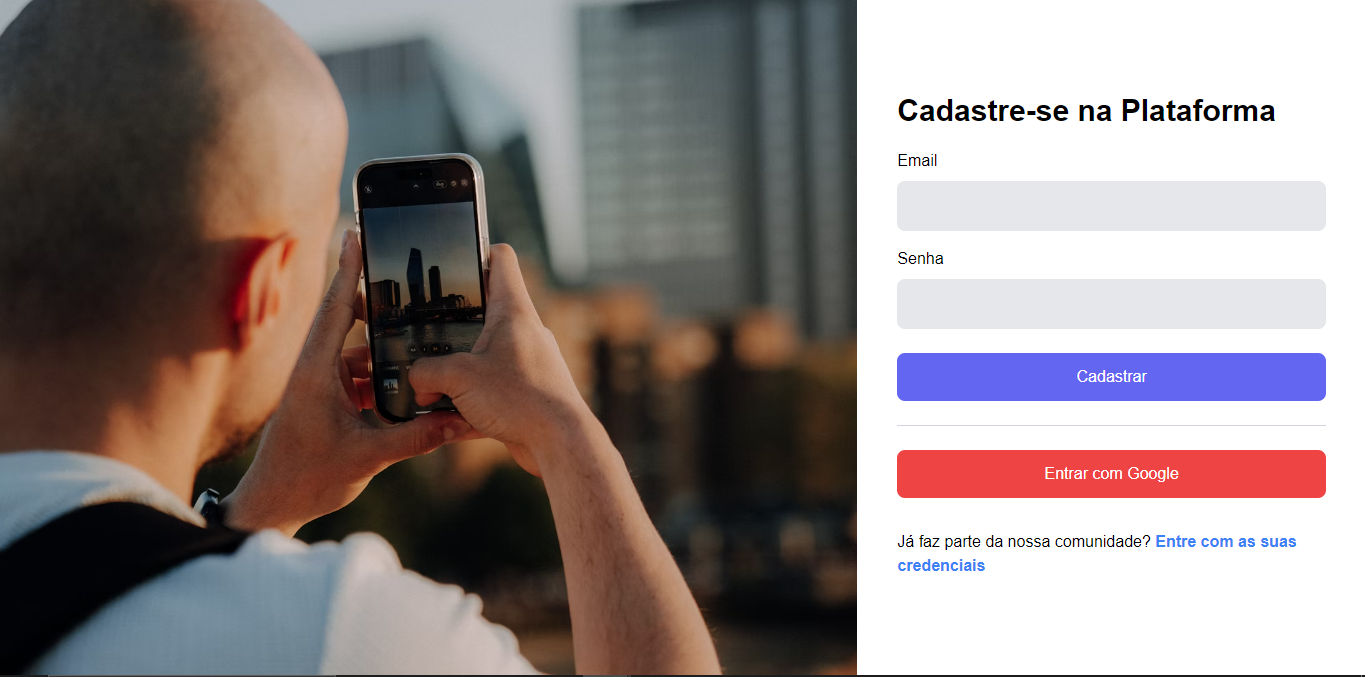 Cadastre-se na Plataforma
Email
Senha
Cadastrar
Entrar com Google
Já faz parte da nossa comunidade? Entre com as suas
credenciais